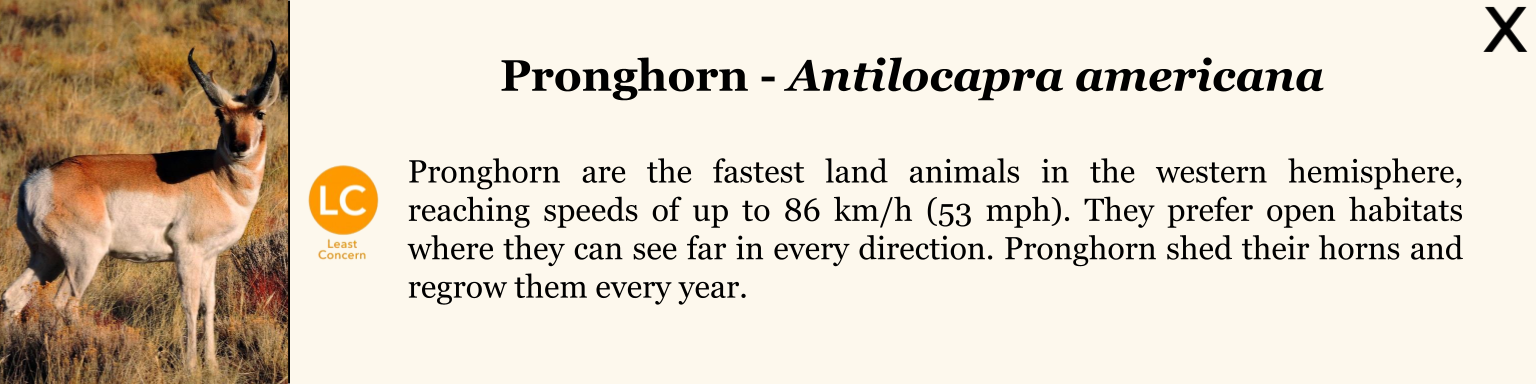 X
Pronghorn - Antilocapra americana
LC
Least
Concern
Pronghorn are the fastest land animals in the western hemisphere,
reaching speeds of up to 86 km/h (53 mph). They prefer open habitats
where they can see far in every direction. Pronghorn shed their horns and
regrow them every year.